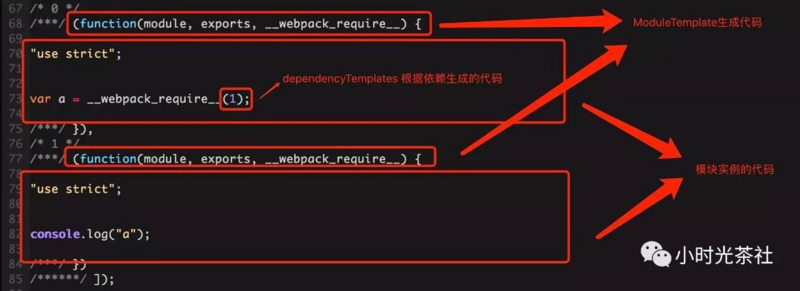 67 /* 0 */
68 /***/ (function(module, exports, __webpack_require__) {
ModuleTemplate生成代码
69
70 "use strict";
71
72
dependencyTemplates 根据依赖生成的代码
73 var a = __webpack_require__(1);
74
75 /***/ }),
76 /* 1 */
77 /***/ (function(module, exports, __webpack_require__) {
模块实例的代码
78
79 "use strict";
80
81
82 console.log("a");
83
84 /***/ })
85 /******/ ]);
小时光茶社